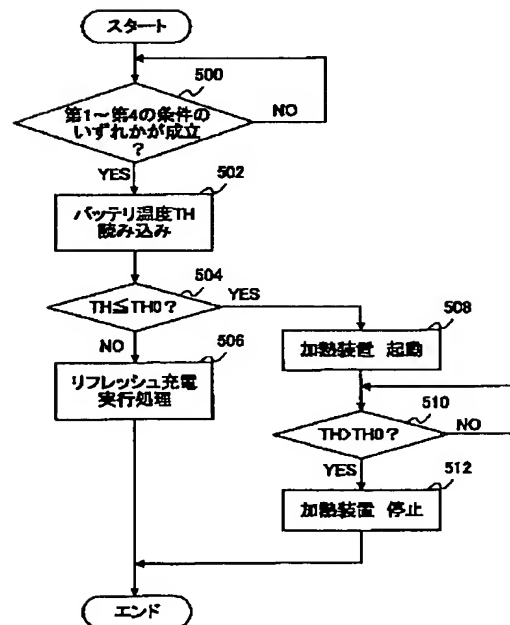 スタート
500
第1～第4の条件の
いずれかが成立
?
NO
YES
502
バッテリ温度TH
読み込み
504
TH≦TH0?
YES
NO
506
リフレッシュ充電
実行処理
508
加熱装置 起動
510
TH>TH0?
NO
YES
512
加熱装置 停止
エンド